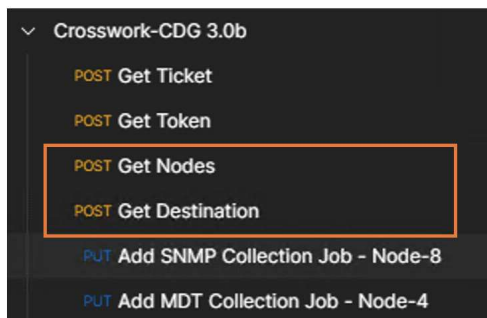 Crosswork-CDG 3.0b
POST Get Ticket
POST Get Token
POST Get Nodes
POST Get Destination
PUT Add SNMP Collection Job - Node-8
PUT Add MDT Collection Job - Node-4